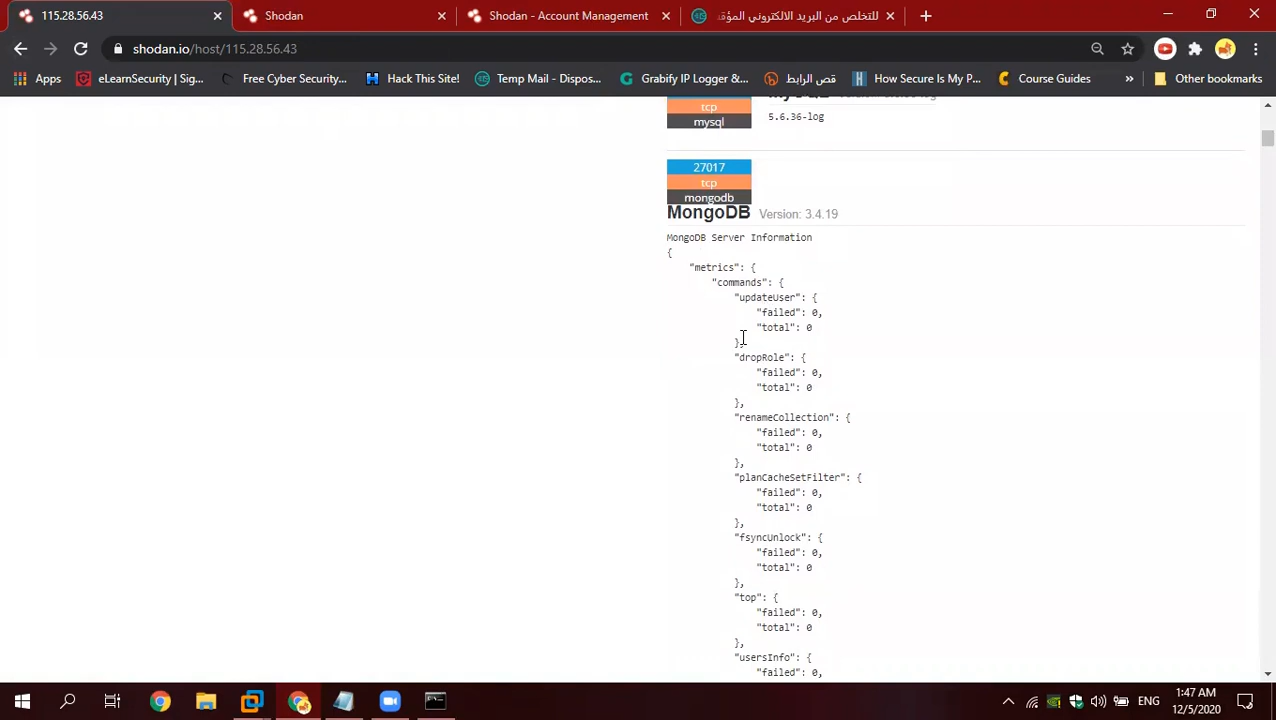 115.28.56.43
Shodan
Shodan - Account Management
للتخلص من البريد الالكتروني المؤق
shodan.io/host/115.28.56.43
Apps
eLearnSecurity | Sig...
Free Cyber Security...
Hack This Site!
Temp Mail - Dispos...
Grabify IP Logger &...
قص الرابط
How Secure Is My P...
Course Guides
»
Other bookmarks
tcp
mysql
5.6.36-log
27017
tcp
mongodb
MongoDB Version: 3.4.19
MongoDB Server Information
{
"metrics": {
"commands": {
"updateUser": {
"failed": 0,
"total": 0
},
"dropRole": {
"failed": 0,
"total": 0
},
"renameCollection": {
"failed": 0,
"total": 0
},
"planCacheSetFilter": {
"failed": 0,
"total": 0
},
"fsyncUnlock": {
"failed": 0,
"total": 0
},
"top": {
"failed": 0,
"total": 0
},
"usersInfo": {
"failed": 0,
ENG
1:47 AM
12/5/2020